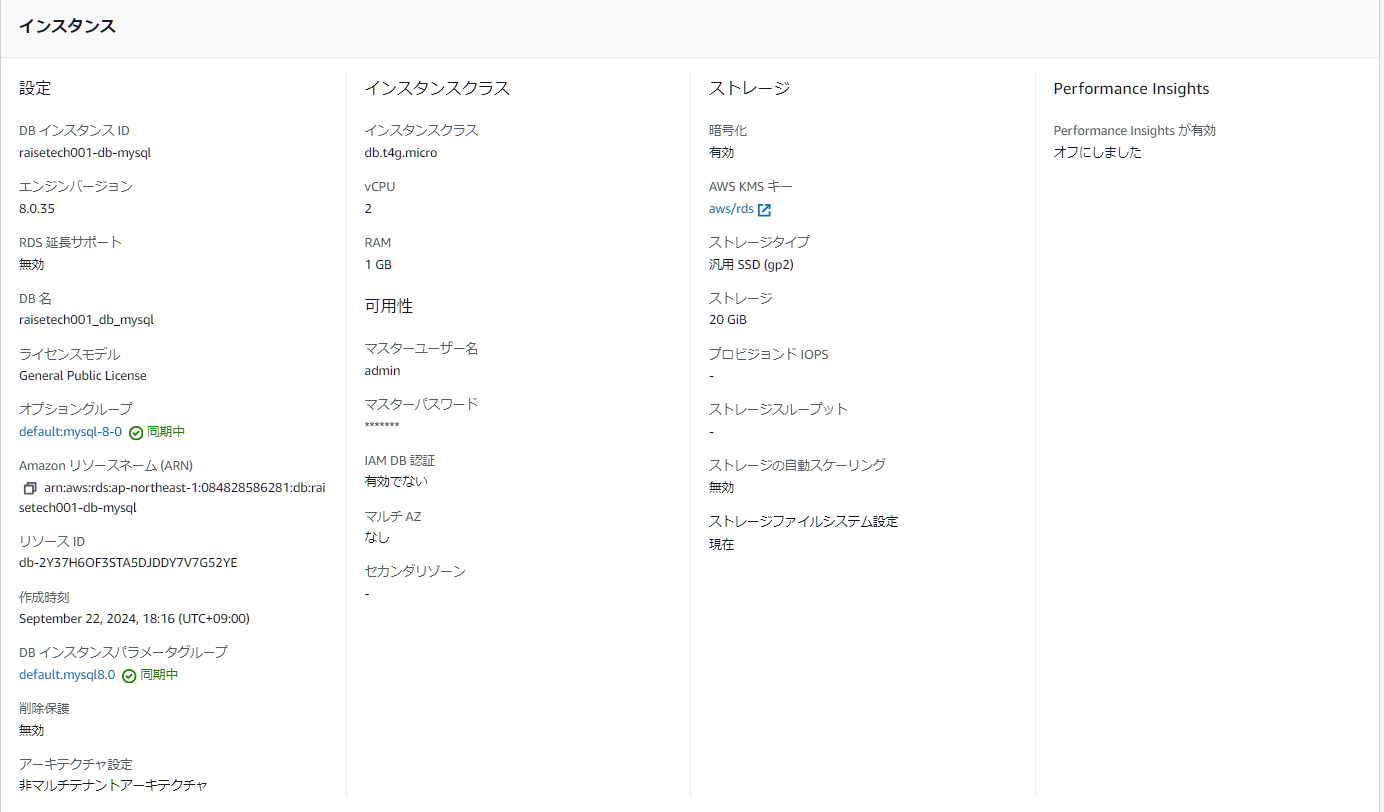 インスタンス
設定
DB インスタンス ID
raisetech001-db-mysql
エンジンバージョン
8.0.35
RDS 延長サポート
無効
DB 名
raisetech001_db_mysql
ライセンスモデル
General Public License
オプショングループ
default:mysql-8-0 同期中
Amazon リソースネーム (ARN)
arn:aws:rds:ap-northeast-1:084828586281:db:rai
setech001-db-mysql
リソース ID
db-2Y37H6OF3STA5DJDDY7V7G52YE
作成時刻
September 22, 2024, 18:16 (UTC+09:00)
DB インスタンスパラメータグループ
default.mysql8.0 同期中
削除保護
無効
アーキテクチャ設定
非マルチテナントアーキテクチャ
インスタンスクラス
インスタンスクラス
db.t4g.micro
vCPU
2
RAM
1 GB
可用性
マスターユーザー名
admin
マスターパスワード
*******
IAM DB 認証
有効でない
マルチ AZ
なし
セカンダリゾーン
-
ストレージ
暗号化
有効
AWS KMS キー
aws/rds
ストレージタイプ
汎用 SSD (gp2)
ストレージ
20 GiB
プロビジョンド IOPS
-
ストレージスループット
-
ストレージの自動スケーリング
無効
ストレージファイルシステム設定
現在
Performance Insights
Performance Insights が有効
オフにしました